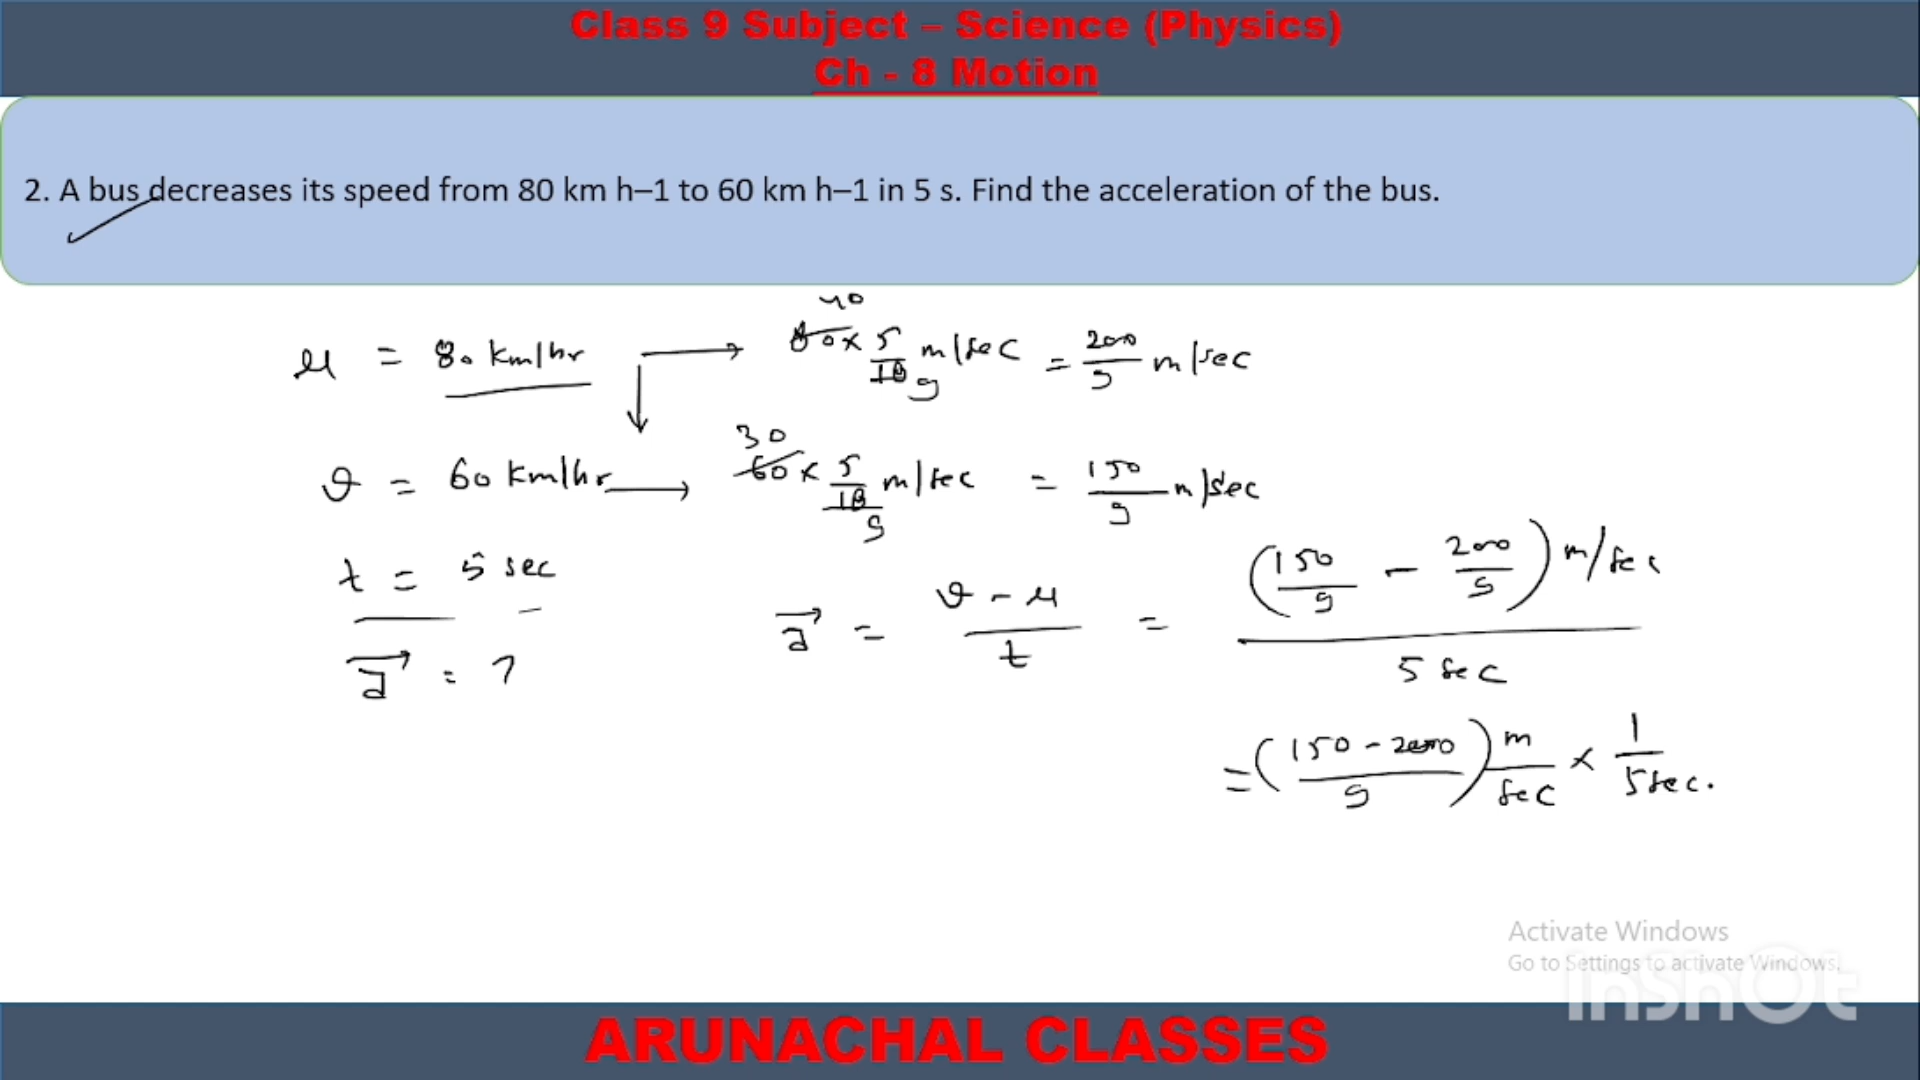 Class 9 Subject – Science (Physics)
Ch - 8 Motion
2. A bus decreases its speed from 80 km h–1 to 60 km h–1 in 5 s. Find the acceleration of the bus.
40
u = 80 km/hr → 80 × 5/18 m/sec = 200/9 m/sec
9
30
v = 60 km/hr → 60 × 5/18 m/sec = 150/9 m/sec
9
t = 5 sec
a = ?
a = v - u / t = (150/9 - 200/9) m/sec / 5 sec
= (150 - 200 / 9) m/sec × 1/5 sec.
Activate Windows
Go to Settings to activate Windows.
InShOt
ARUNACHAL CLASSES